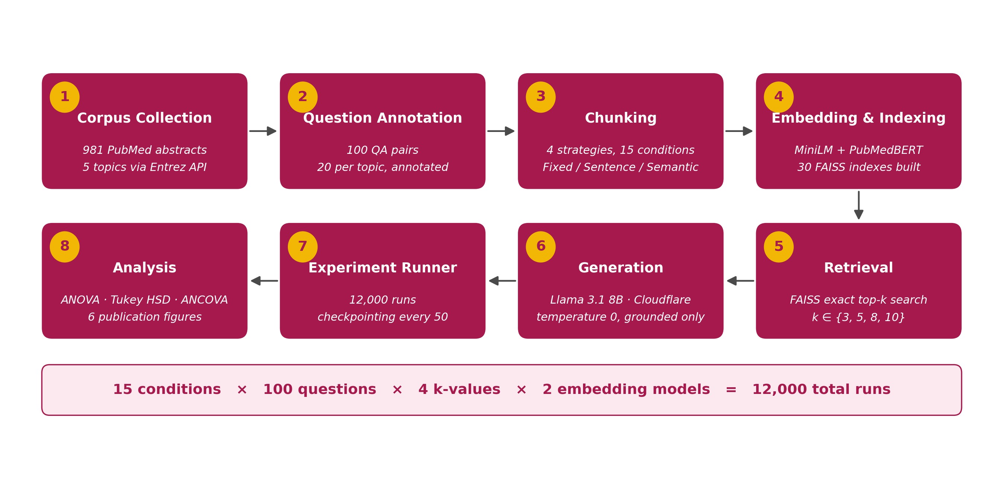 1
Corpus Collection
981 PubMed abstracts
5 topics via Entrez API
2
Question Annotation
100 QA pairs
20 per topic, annotated
3
Chunking
4 strategies, 15 conditions
Fixed / Sentence / Semantic
4
Embedding & Indexing
MiniLM + PubMedBERT
30 FAISS indexes built
5
Retrieval
FAISS exact top-k search
k ∈ {3, 5, 8, 10}
6
Generation
Llama 3.1 8B · Cloudflare
temperature 0, grounded only
7
Experiment Runner
12,000 runs
checkpointing every 50
8
Analysis
ANOVA · Tukey HSD · ANCOVA
6 publication figures
15 conditions × 100 questions × 4 k-values × 2 embedding models = 12,000 total runs